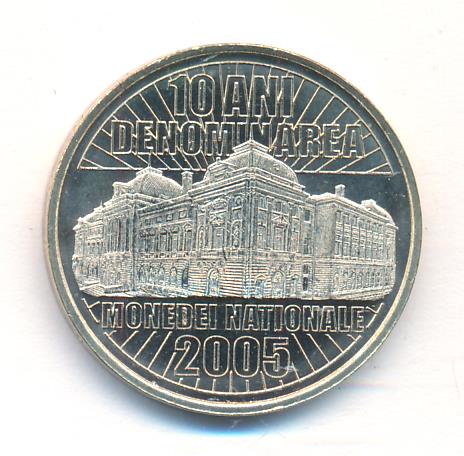 10 ANI
DENOMINAREA
MONEDEI NATIONALE
2005